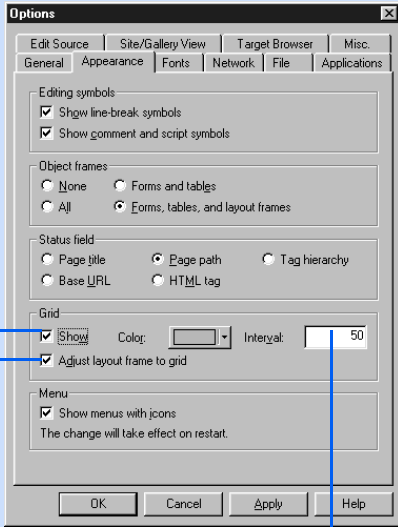 Options
Edit Source Site/Gallery View Target Browser Misc.
General Appearance Fonts Network File Applications
Editing symbols
Show line-break symbols
Show comment and script symbols
Object frames
None Forms and tables
All Forms, tables, and layout frames
Status field
Page title Page path Tag hierarchy
Base URL HTML tag
Grid
Show Color: Interval: 50
Adjust layout frame to grid
Menu
Show menus with icons
The change will take effect on restart.
OK Cancel Apply Help